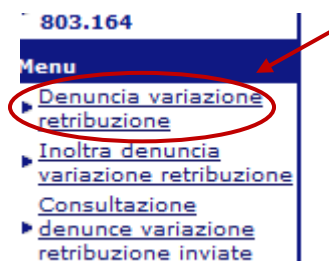 803.164
Menu
Denuncia variazione
retribuzione
Inoltra denuncia
variazione retribuzione
Consultazione
denunce variazione
retribuzione inviate